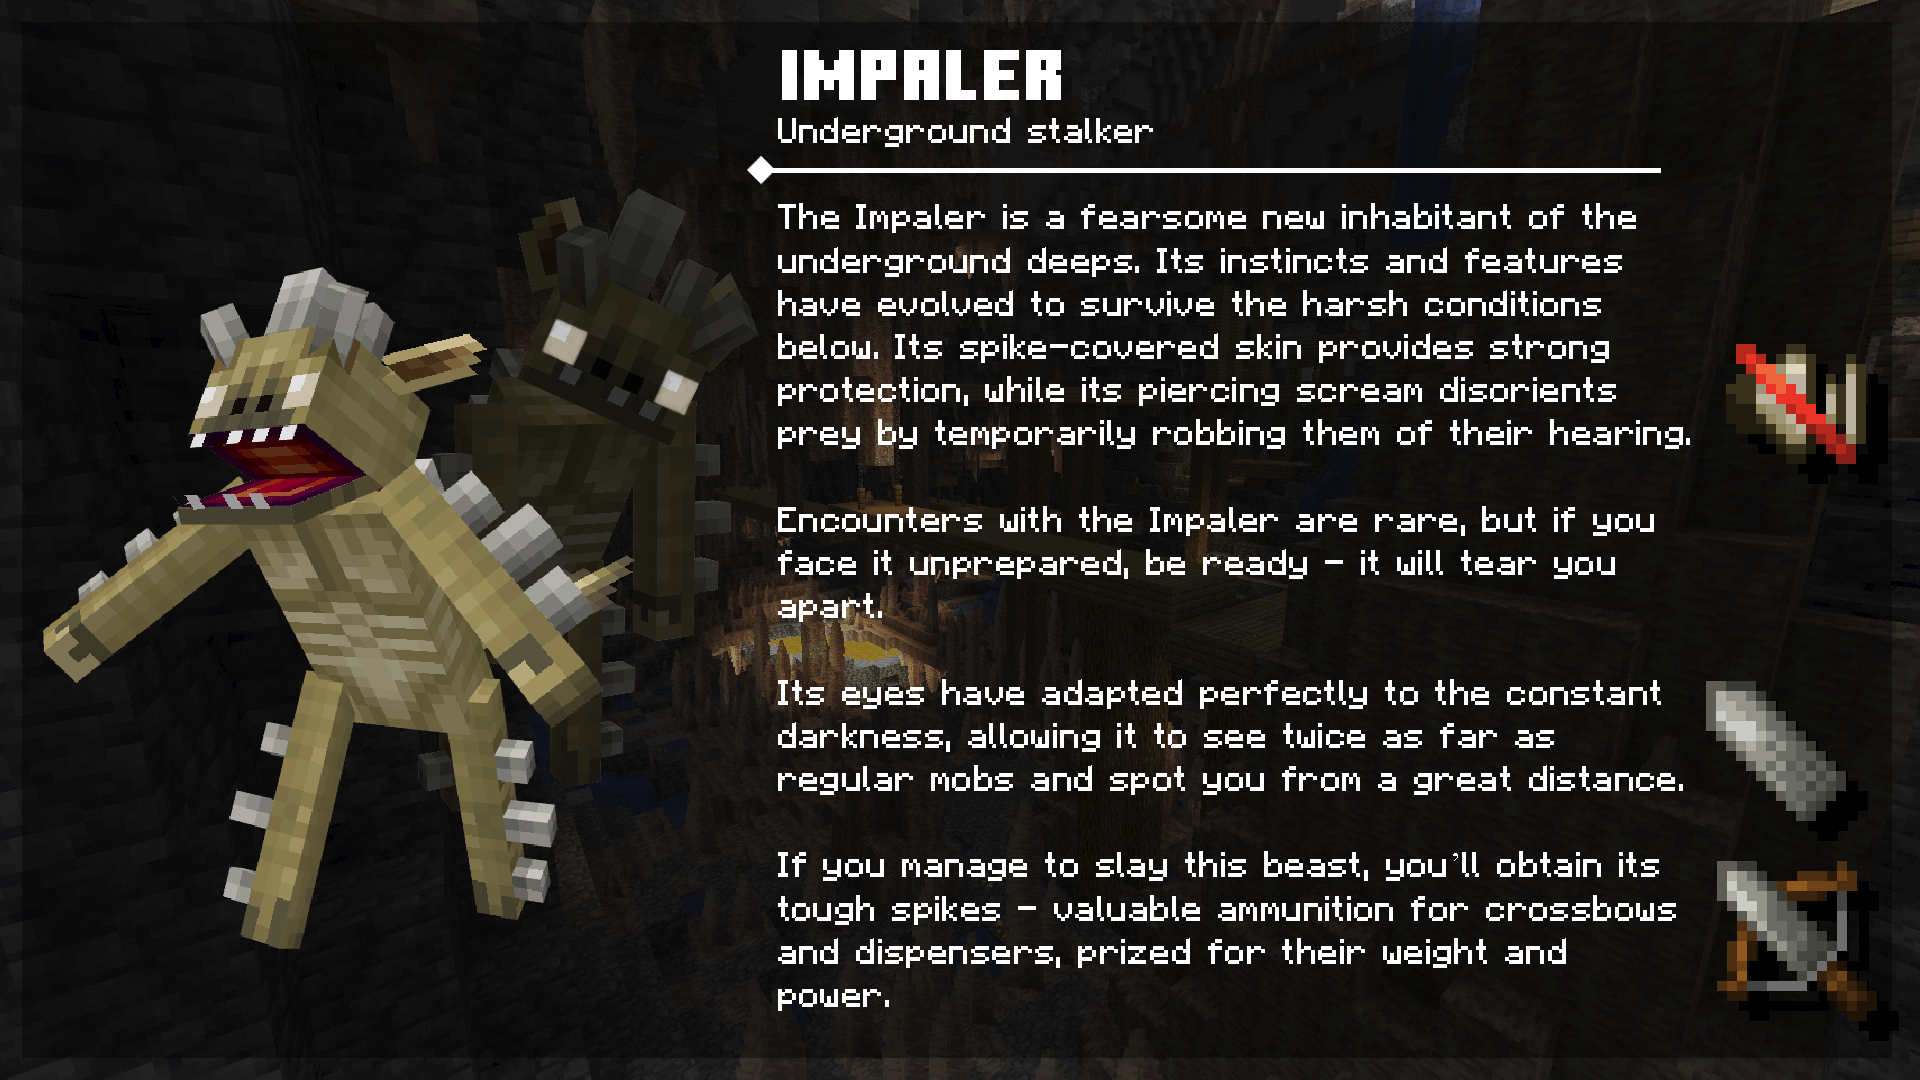 IMPALER
Underground stalker
The Impaler is a fearsome new inhabitant of the
underground deeps. Its instincts and features
have evolved to survive the harsh conditions
below. Its spike-covered skin provides strong
protection, while its piercing scream disorients
prey by temporarily robbing them of their hearing.
Encounters with the Impaler are rare, but if you
face it unprepared, be ready - it will tear you
apart.
Its eyes have adapted perfectly to the constant
darkness, allowing it to see twice as far as
regular mobs and spot you from a great distance.
If you manage to slay this beast, you'll obtain its
tough spikes - valuable ammunition for crossbows
and dispensers, prized for their weight and
power.